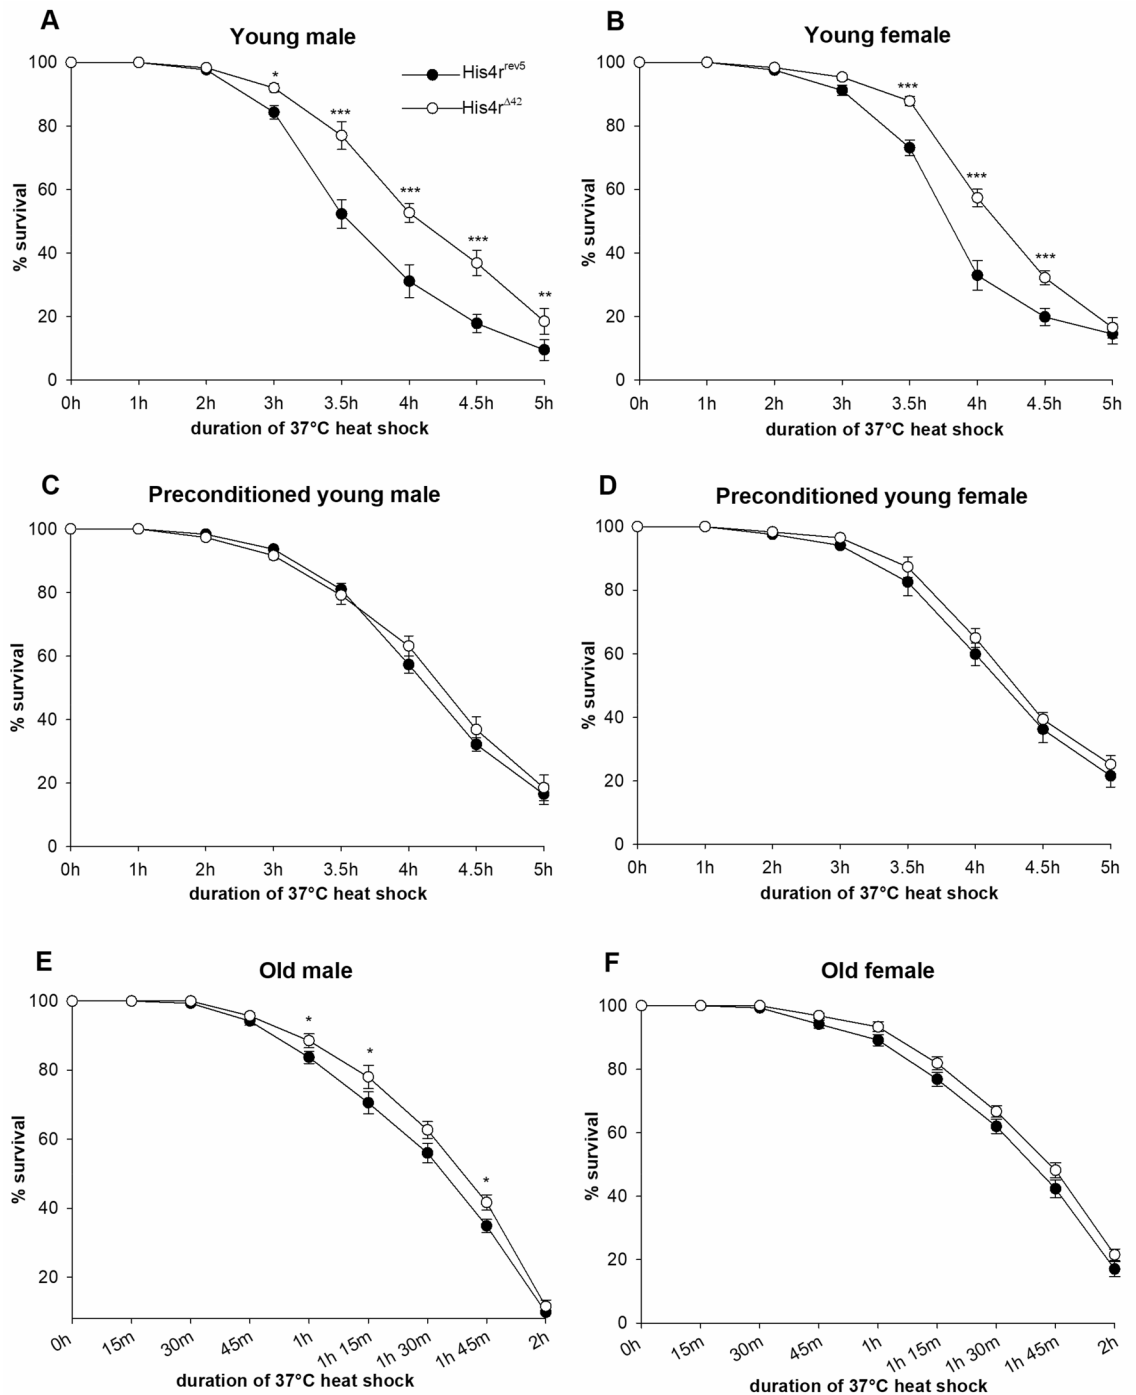 A
Young male
100
80
60
40
20
0
% survival
His4r^rev5
His4r^Δ42
*
***
***
***
**
0h 1h 2h 3h 3.5h 4h 4.5h 5h
duration of 37°C heat shock
B
Young female
100
80
60
40
20
0
% survival
***
***
***
0h 1h 2h 3h 3.5h 4h 4.5h 5h
duration of 37°C heat shock
C
Preconditioned young male
100
80
60
40
20
0
% survival
0h 1h 2h 3h 3.5h 4h 4.5h 5h
duration of 37°C heat shock
D
Preconditioned young female
100
80
60
40
20
0
% survival
0h 1h 2h 3h 3.5h 4h 4.5h 5h
duration of 37°C heat shock
E
Old male
100
80
60
40
20
% survival
*
*
*
0h 15m 30m 45m 1h 1h 15m 1h 30m 1h 45m 2h
duration of 37°C heat shock
F
Old female
100
80
60
40
20
0
% survival
0h 15m 30m 45m 1h 1h 15m 1h 30m 1h 45m 2h
duration of 37°C heat shock